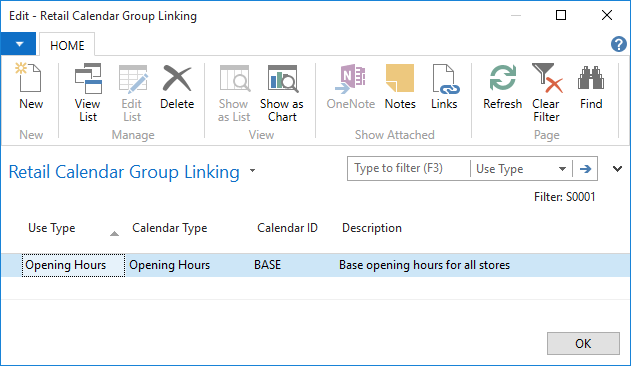 Edit - Retail Calendar Group Linking
HOME
New View List Edit List Delete Show as List Show as Chart OneNote Notes Links Refresh Clear Filter Find
New Manage View Show Attached Page
Retail Calendar Group Linking Type to filter (F3) Use Type
Filter: S0001
Use Type Calendar Type Calendar ID Description
Opening Hours Opening Hours BASE Base opening hours for all stores
OK